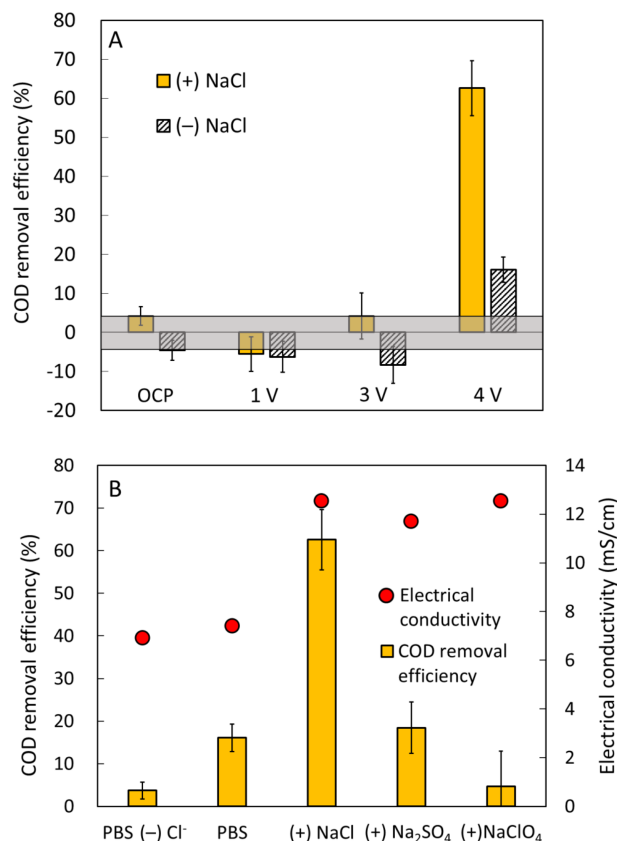 A
COD removal efficiency (%)
80
70
60
50
40
30
20
10
0
-10
-20
(+) NaCl
(−) NaCl
OCP 1 V 3 V 4 V
B
COD removal efficiency (%)
80
70
60
50
40
30
20
10
0
Electrical
conductivity
COD removal
efficiency
14
12
10
8
6
4
2
0
Electrical conductivity (mS/cm)
PBS (−) Cl⁻ PBS (+) NaCl (+) Na₂SO₄ (+)NaClO₄